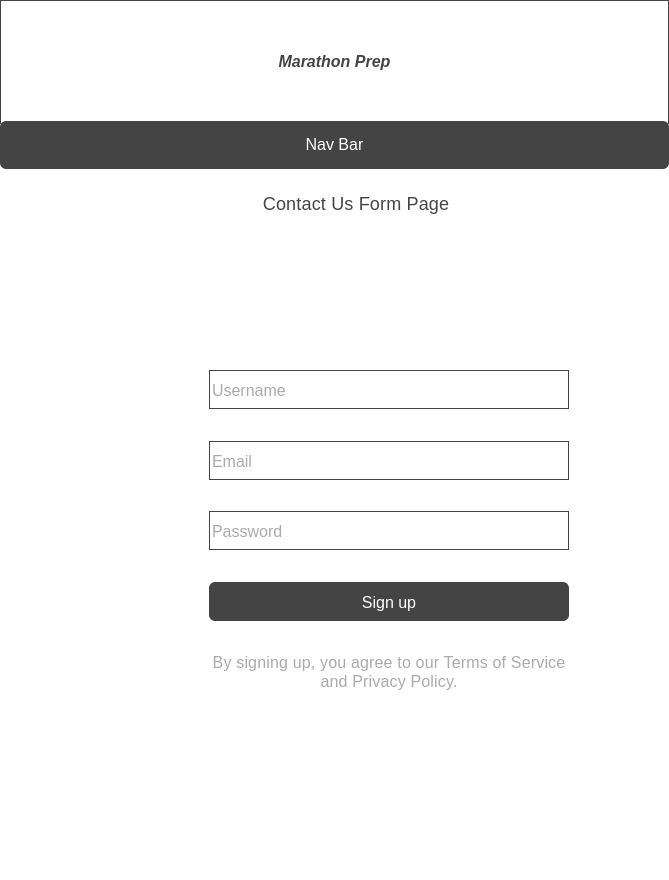 Marathon Prep
Nav Bar
Contact Us Form Page
Username
Email
Password
Sign up
By signing up, you agree to our Terms of Service
and Privacy Policy.